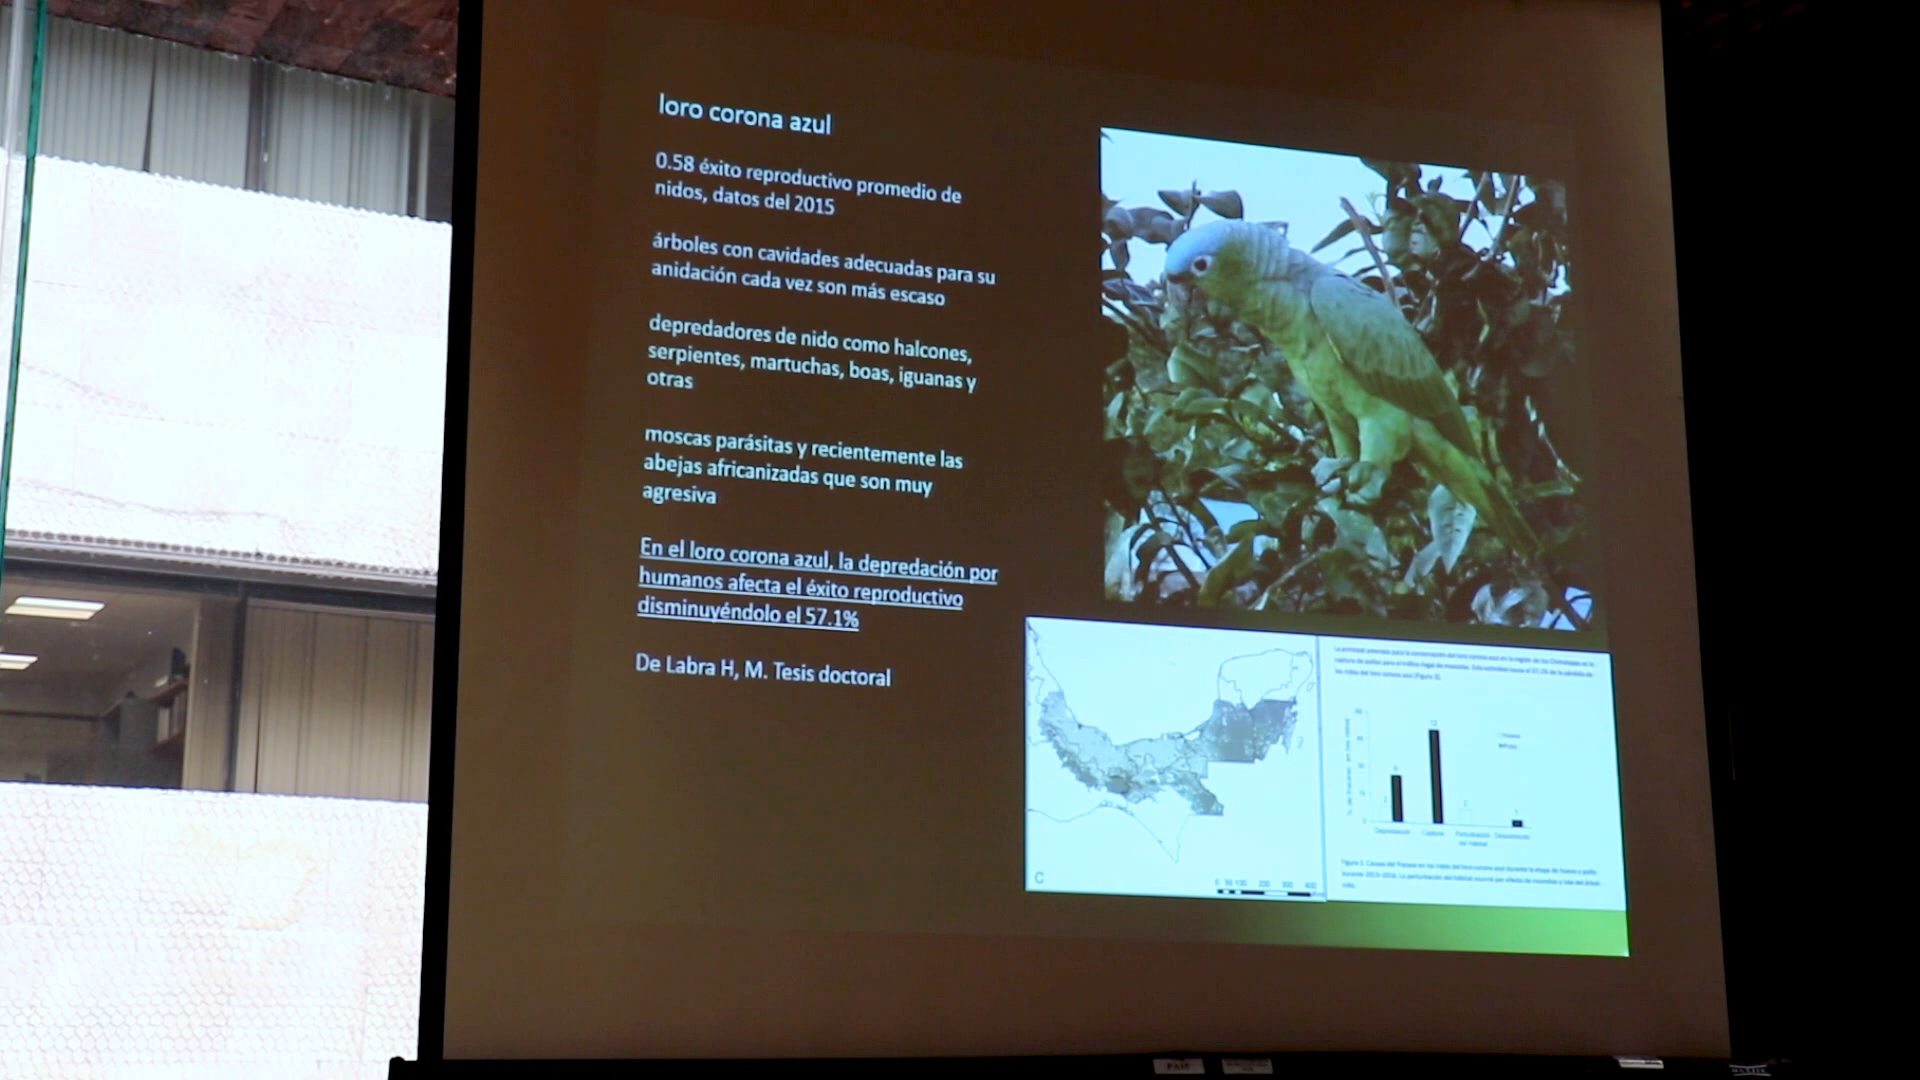 loro corona azul
0.58 éxito reproductivo promedio de
nidos, datos del 2015
árboles con cavidades adecuadas para su
anidación cada vez son más escaso
depredadores de nido como halcones,
serpientes, martuchas, boas, iguanas y
otras
moscas parásitas y recientemente las
abejas africanizadas que son muy
agresiva
En el loro corona azul, la depredación por
humanos afecta el éxito reproductivo
disminuyéndolo el 57.1%
De Labra H, M. Tesis doctoral
C